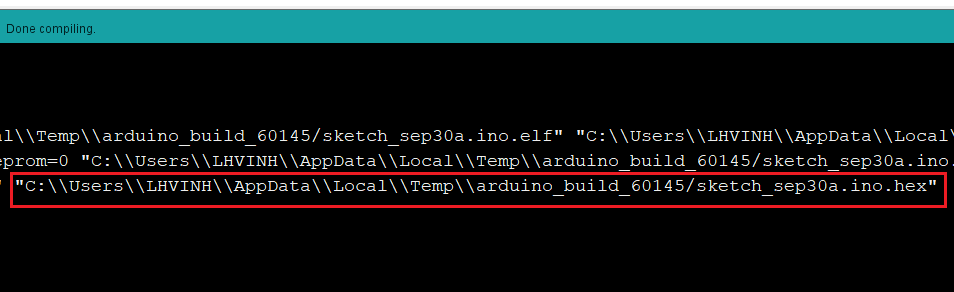 Done compiling.
al\\Temp\\arduino_build_60145/sketch_sep30a.ino.elf" "C:\\Users\\LHVINH\\AppData\\Local\
eprom=0 "C:\\Users\\LHVINH\\AppData\\Local\\Temp\\arduino_build_60145/sketch_sep30a.ino.
" "C:\\Users\\LHVINH\\AppData\\Local\\Temp\\arduino_build_60145/sketch_sep30a.ino.hex"